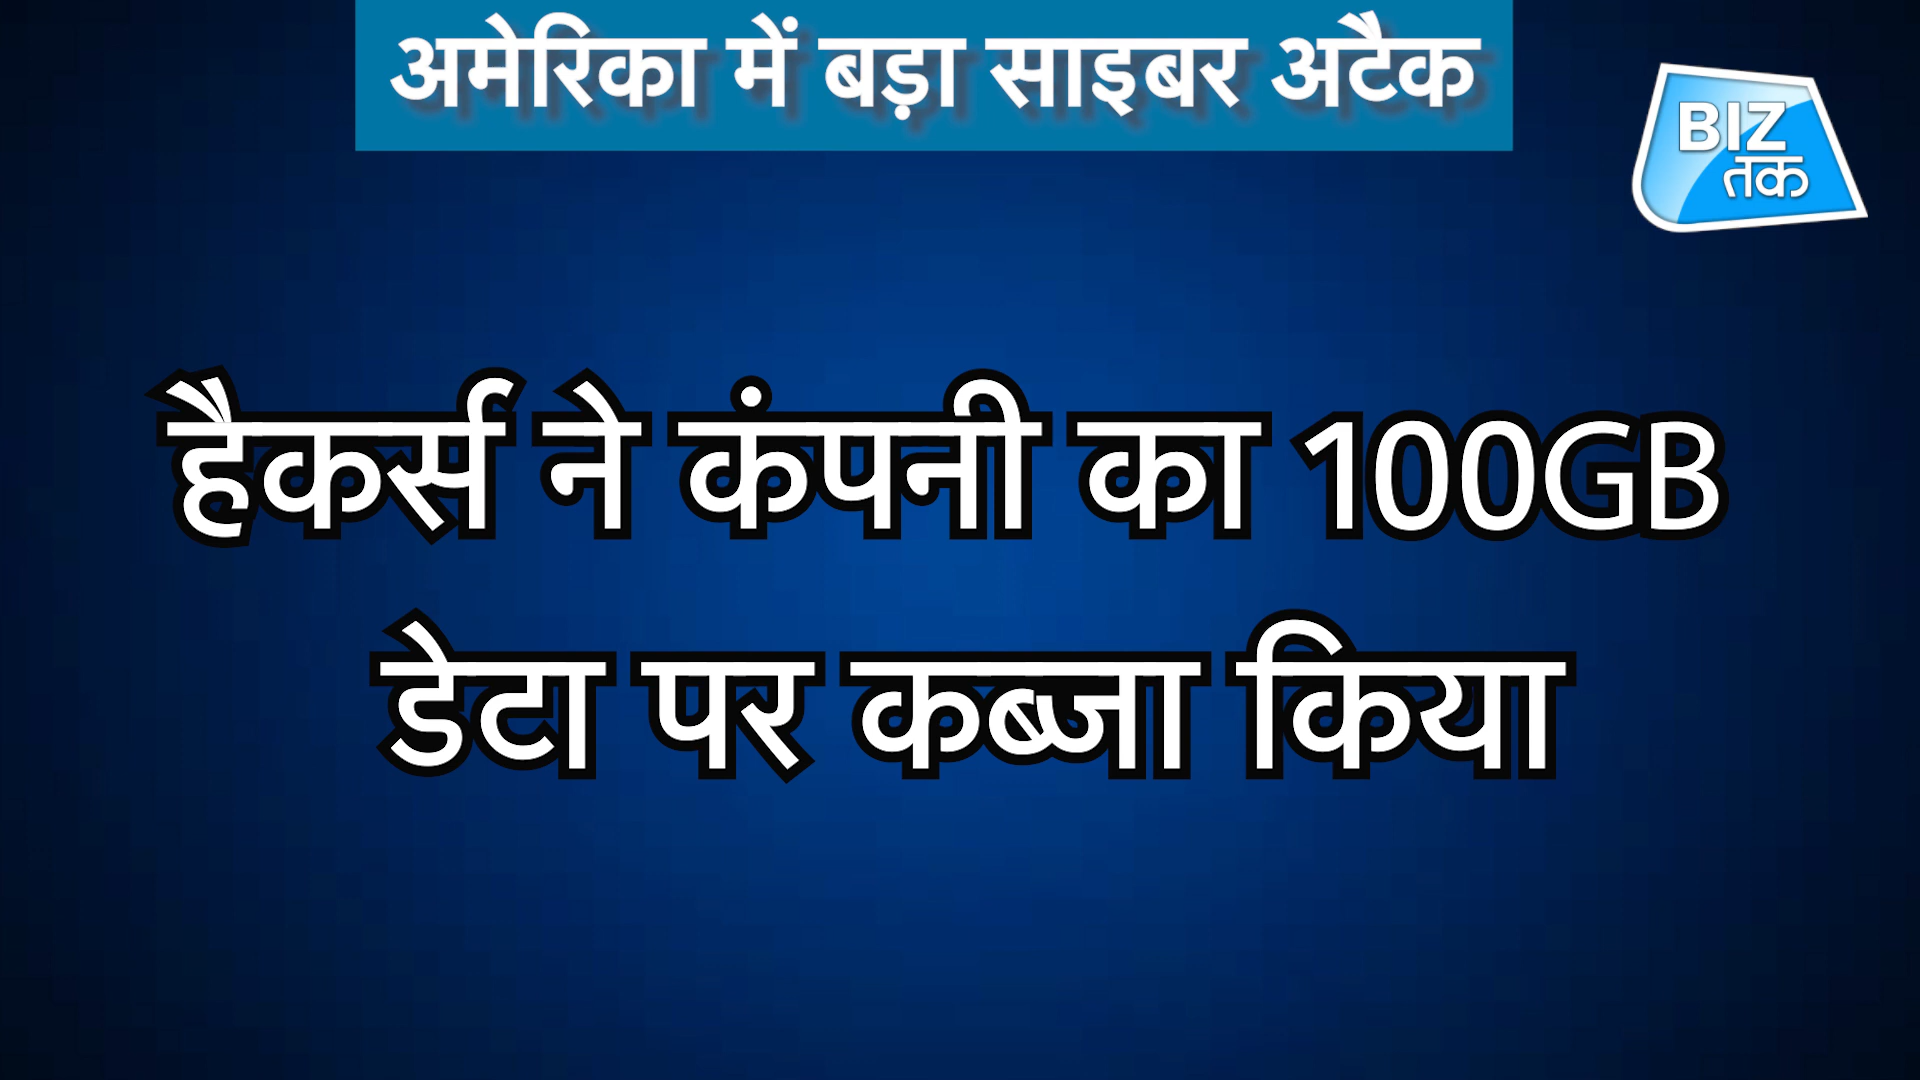 अमेरिका में बड़ा साइबर अटैक
BIZ
तक
हैकर्स ने कंपनी का 100GB
डेटा पर कब्जा किया